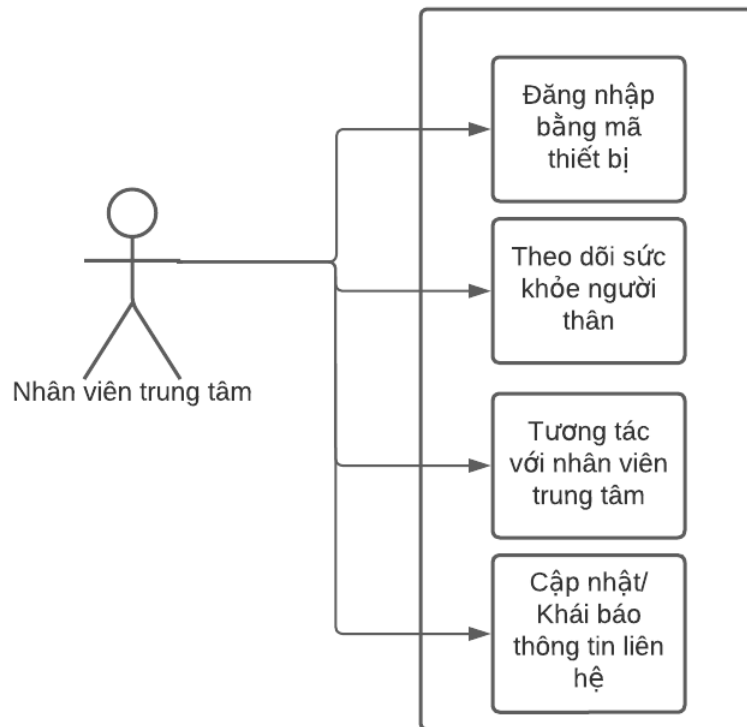 Đăng nhập
bằng mã
thiết bị
Theo dõi sức
khỏe người
thân
Nhân viên trung tâm
Tương tác
với nhân viên
trung tâm
Cập nhật/
Khái báo
thông tin liên
hệ